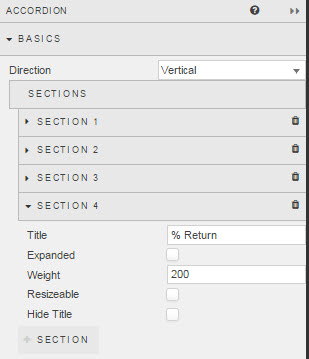 ACCORDION
BASICS
Direction Vertical
SECTIONS
SECTION 1
SECTION 2
SECTION 3
SECTION 4
Title % Return
Expanded
Weight 200
Resizeable
Hide Title
+ SECTION